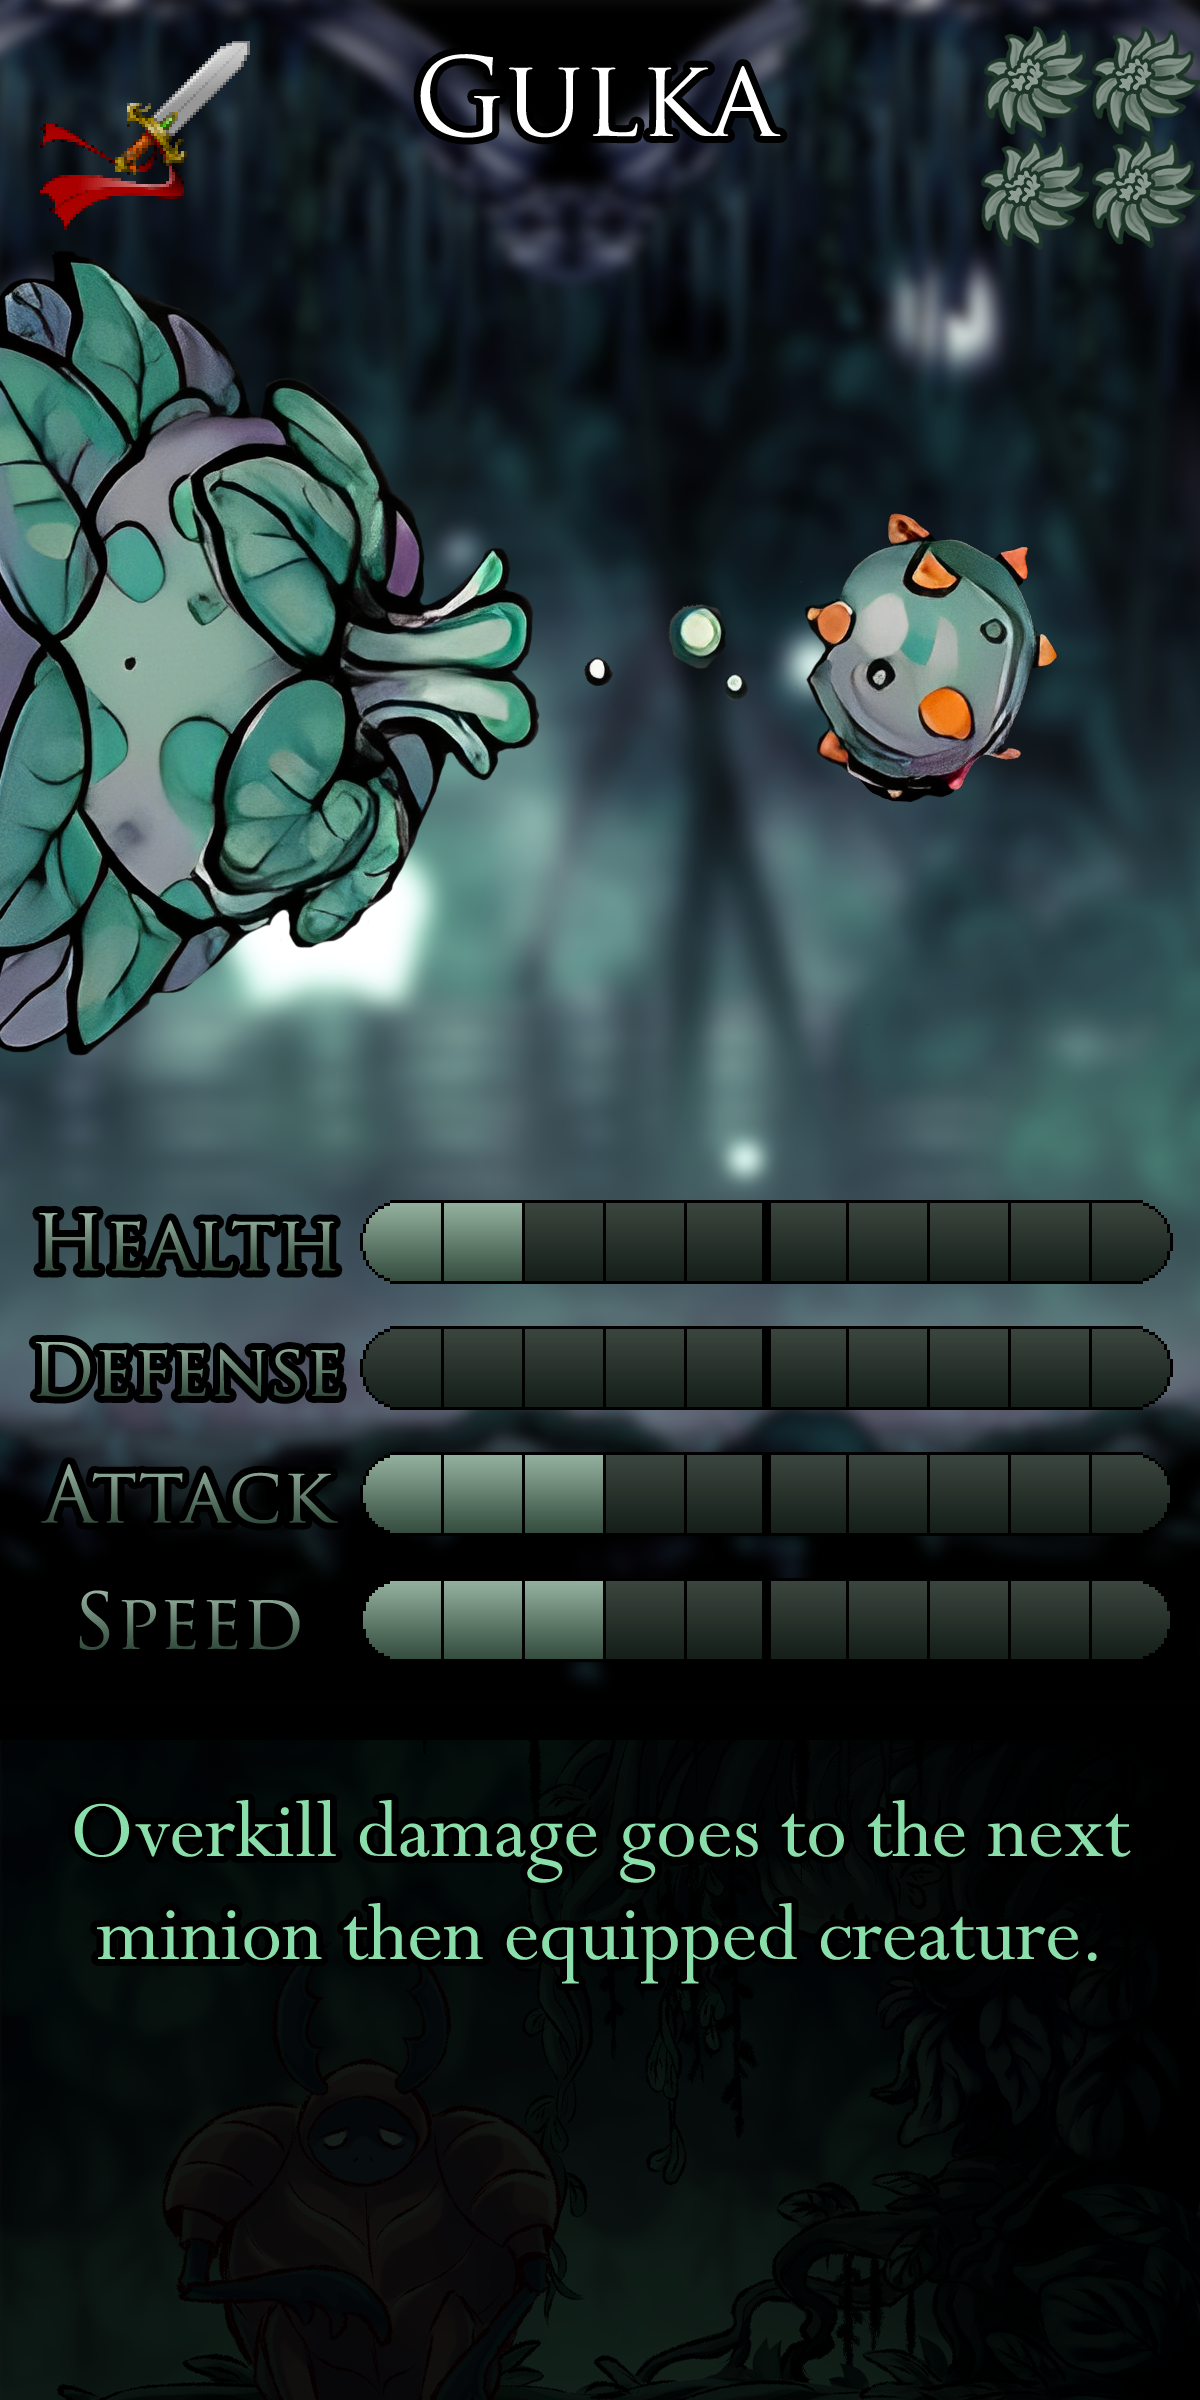 GULKA
HEALTH
DEFENSE
ATTACK
SPEED
Overkill damage goes to the next
minion then equipped creature.